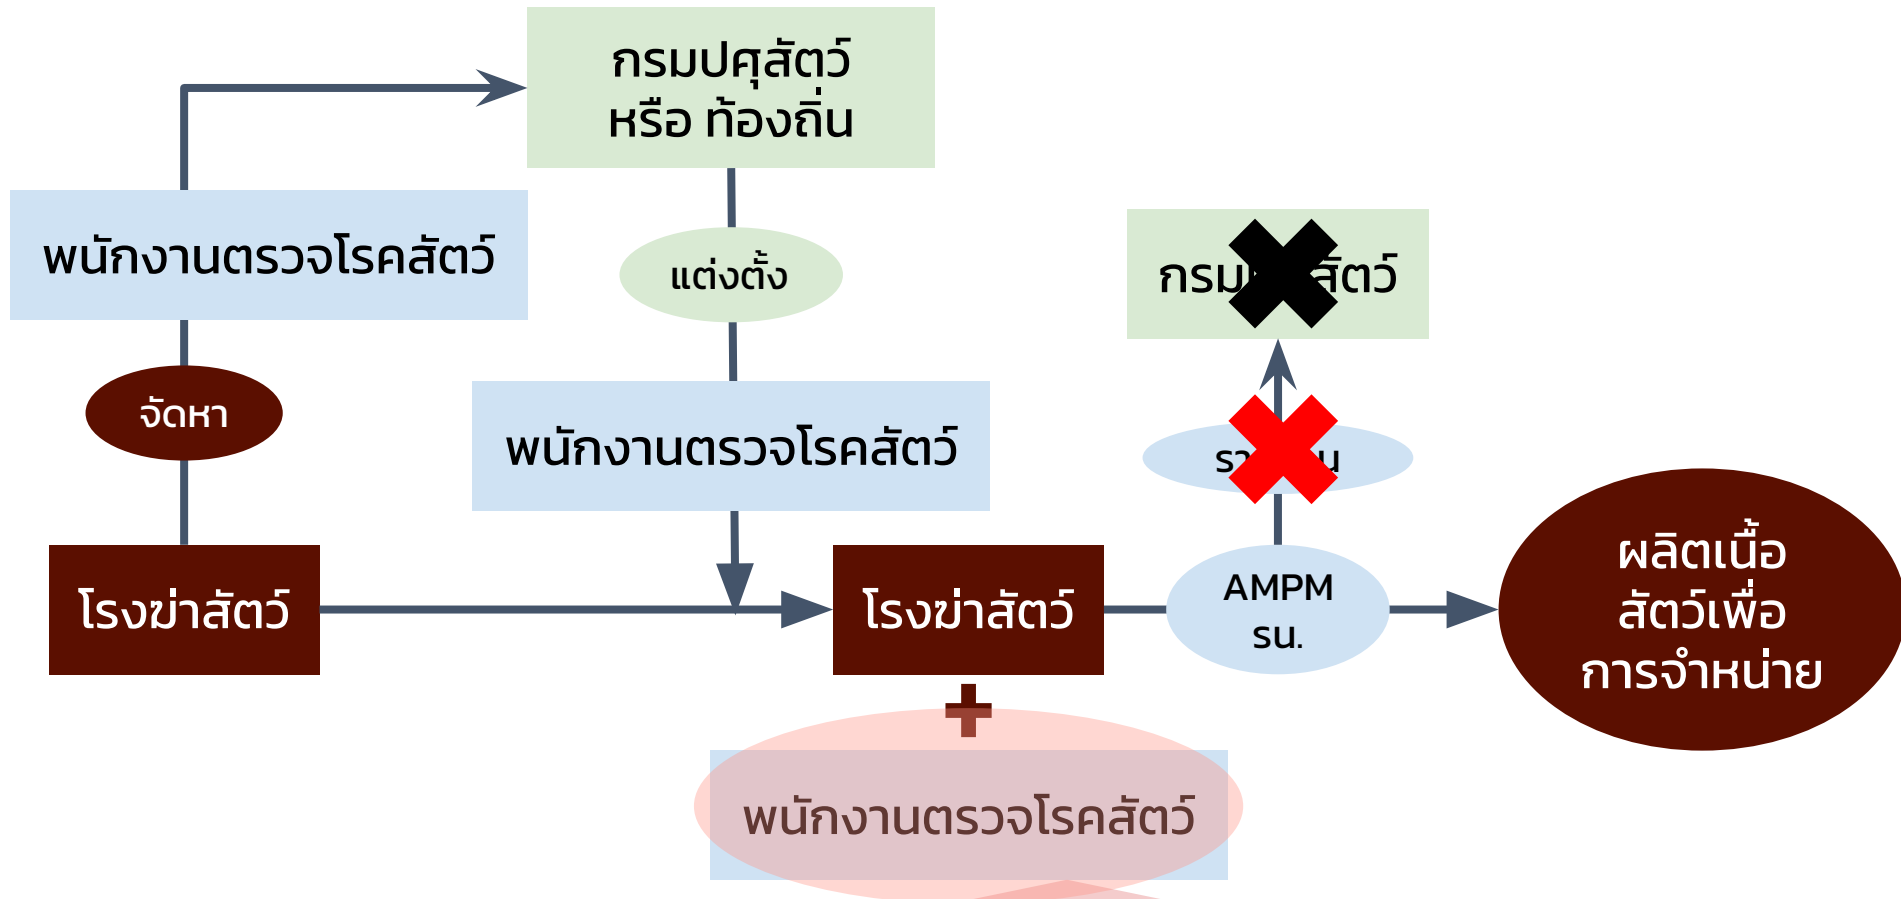 กรมปศุสัตว์
หรือ ท้องถิ่น
พนักงานตรวจโรคสัตว์
แต่งตั้ง
จัดหา
พนักงานตรวจโรคสัตว์
โรงฆ่าสัตว์
โรงฆ่าสัตว์
AMPM
รน.
ผลิตเนื้อ
สัตว์เพื่อ
การจำหน่าย
พนักงานตรวจโรคสัตว์